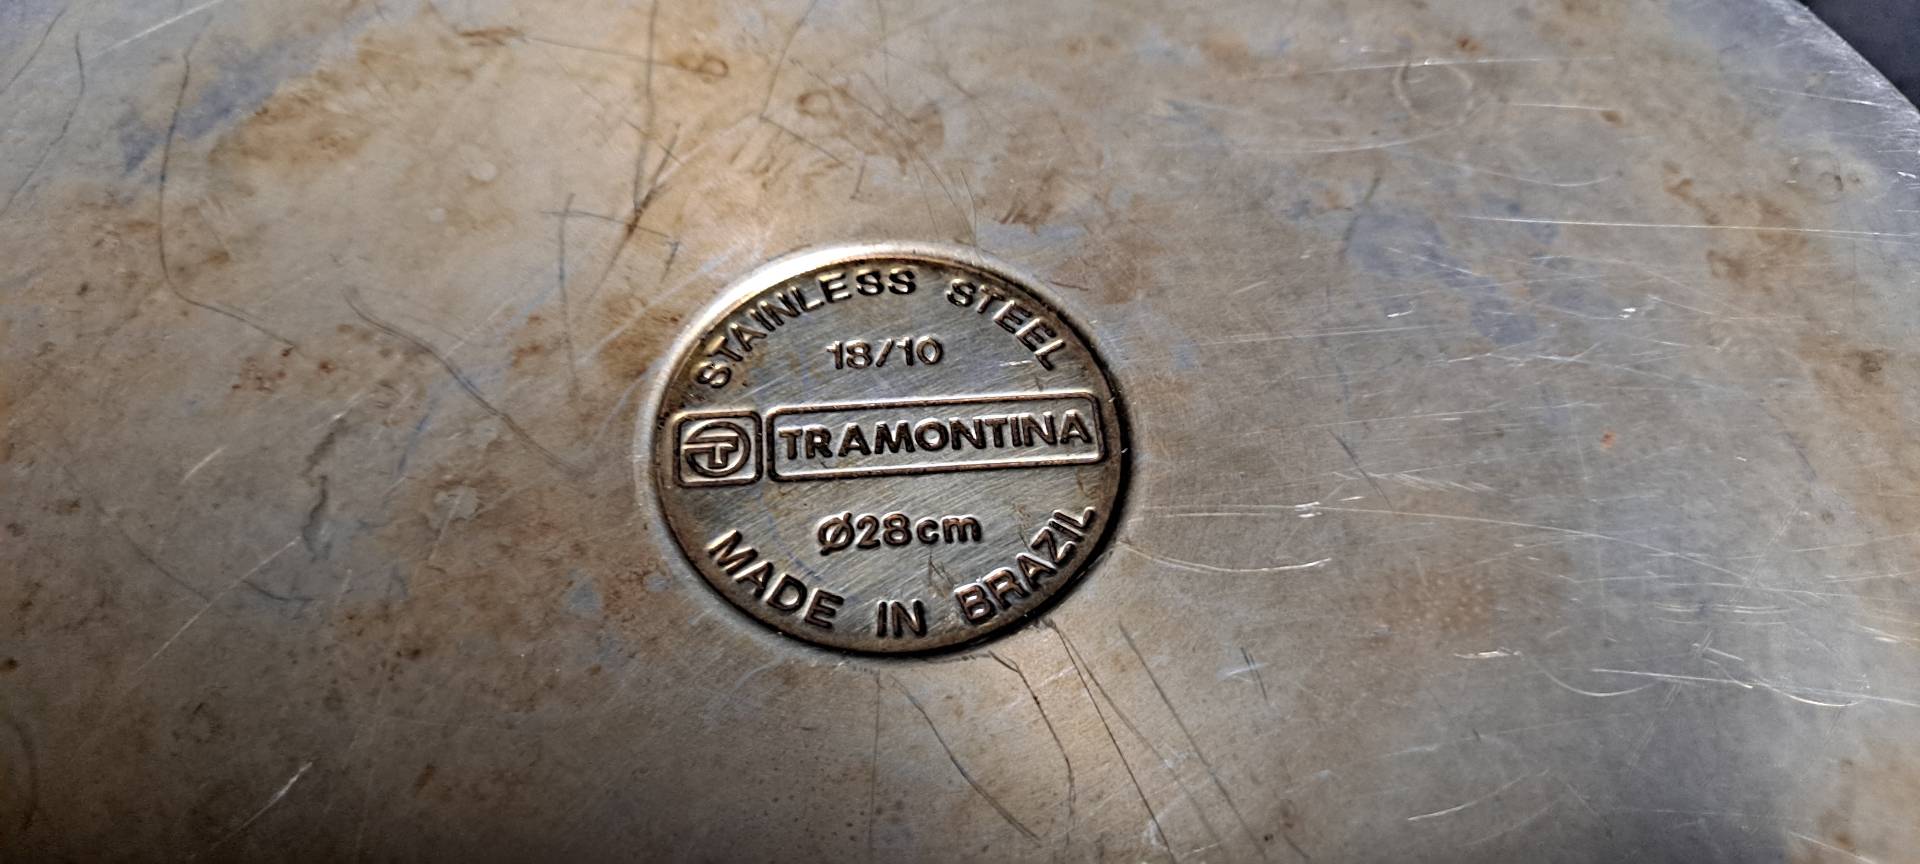 STAINLESS STEEL
18/10
TRAMONTINA
Ø28cm
MADE IN BRAZIL